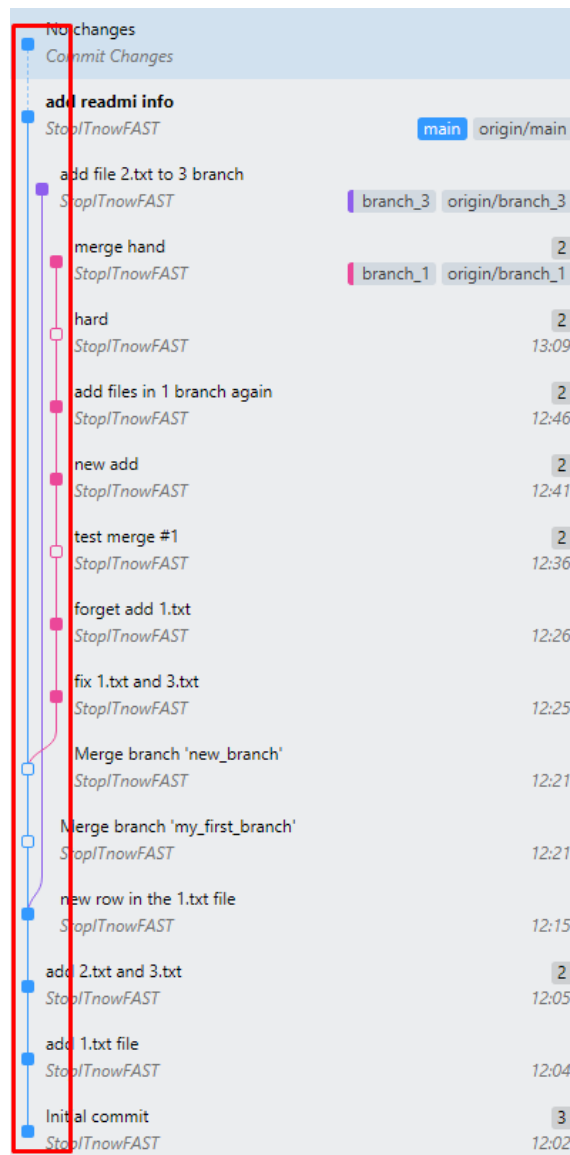 No changes
Commit Changes
add readmi info
StopITnowFAST main origin/main
add file 2.txt to 3 branch
StopITnowFAST branch_3 origin/branch_3
merge hand 2
StopITnowFAST branch_1 origin/branch_1
hard 2
StopITnowFAST 13:09
add files in 1 branch again 2
StopITnowFAST 12:46
new add 2
StopITnowFAST 12:41
test merge #1 2
StopITnowFAST 12:36
forget add 1.txt
StopITnowFAST 12:26
fix 1.txt and 3.txt
StopITnowFAST 12:25
Merge branch 'new_branch'
StopITnowFAST 12:21
Merge branch 'my_first_branch'
StopITnowFAST 12:21
new row in the 1.txt file
StopITnowFAST 12:15
add 2.txt and 3.txt 2
StopITnowFAST 12:05
add 1.txt file
StopITnowFAST 12:04
Initial commit 3
StopITnowFAST 12:02